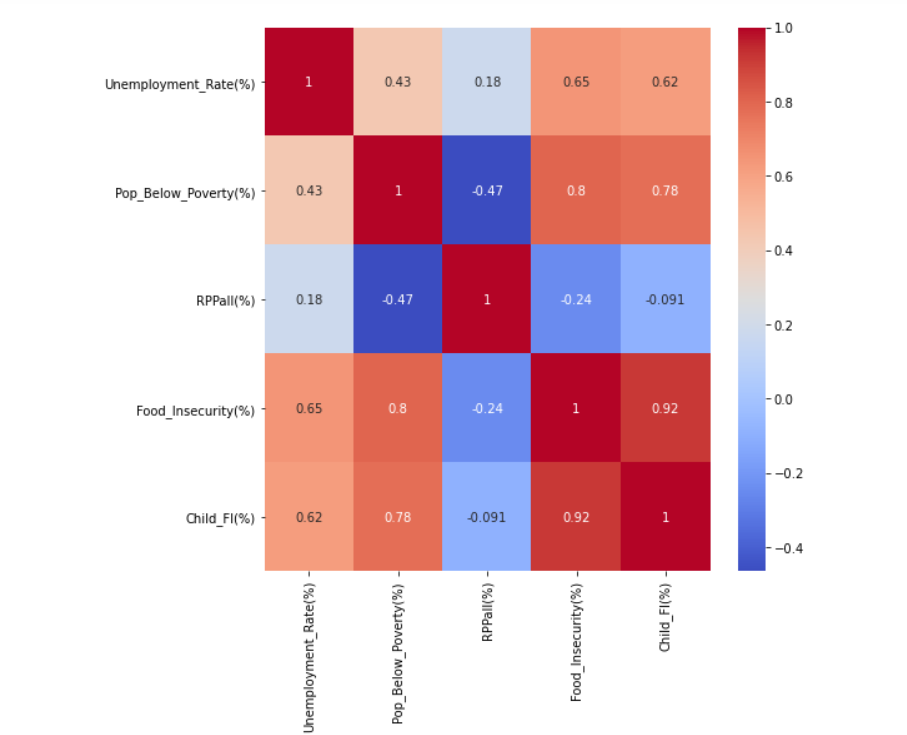 Unemployment_Rate(%) 1 0.43 0.18 0.65 0.62
Pop_Below_Poverty(%) 0.43 1 -0.47 0.8 0.78
RPPall(%) 0.18 -0.47 1 -0.24 -0.091
Food_Insecurity(%) 0.65 0.8 -0.24 1 0.92
Child_FI(%) 0.62 0.78 -0.091 0.92 1
Unemployment_Rate(%)
Pop_Below_Poverty(%)
RPPall(%)
Food_Insecurity(%)
Child_FI(%)
1.0
0.8
0.6
0.4
0.2
0.0
−0.2
−0.4